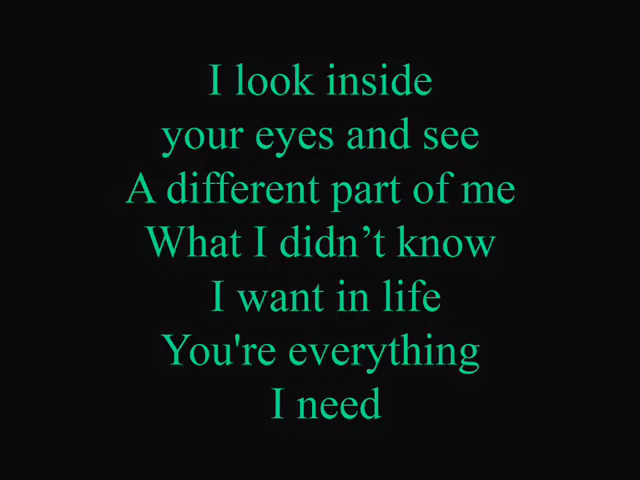 I look inside
your eyes and see
A different part of me
What I didn’t know
I want in life
You're everything
I need